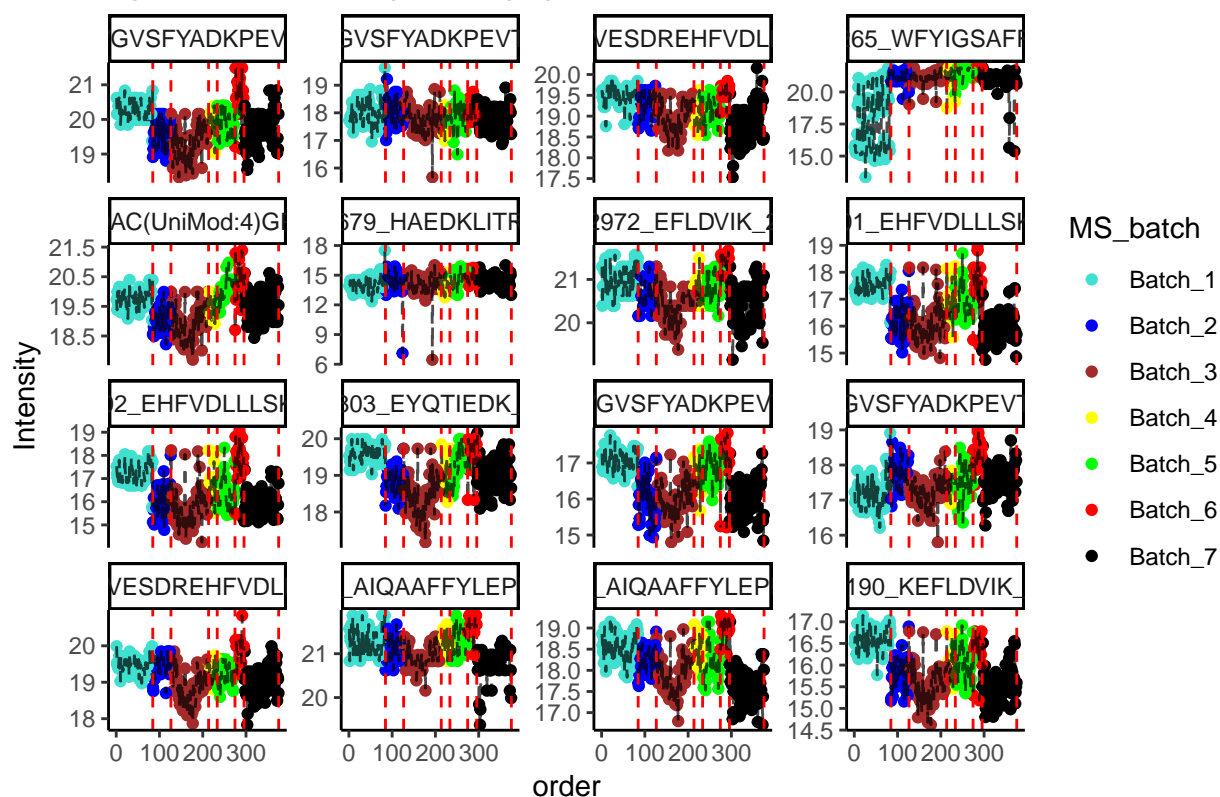 GVSFYADKPEV
GVSFYADKPEVT
VESDREHFVDL
65_WFYIGSAFF
21
20
19
19
18
17
16
20.0
19.5
19.0
18.5
18.0
17.5
20.0
17.5
15.0
AC(UniMod:4)GI
679_HAEDKLITR
2972_EFLDVIK_2
01_EHFVDLLLSK
21.5
20.5
19.5
18.5
18
15
12
9
6
21
20
19
18
17
16
15
02_EHFVDLLLSK
303_EYQTIEDK_
GVSFYADKPEV
GVSFYADKPEVT
19
18
17
16
15
20
19
18
17
16
15
19
18
17
16
VESDREHFVDL
_AIQAAFFYLEP
_AIQAAFFYLEP
190_KEFLDVIK_
20
19
18
21
20
19.0
18.5
18.0
17.5
17.0
17.0
16.5
16.0
15.5
15.0
14.5
0 100 200 300
0 100 200 300
0 100 200 300
0 100 200 300
Intensity
order
MS_batch
Batch_1
Batch_2
Batch_3
Batch_4
Batch_5
Batch_6
Batch_7